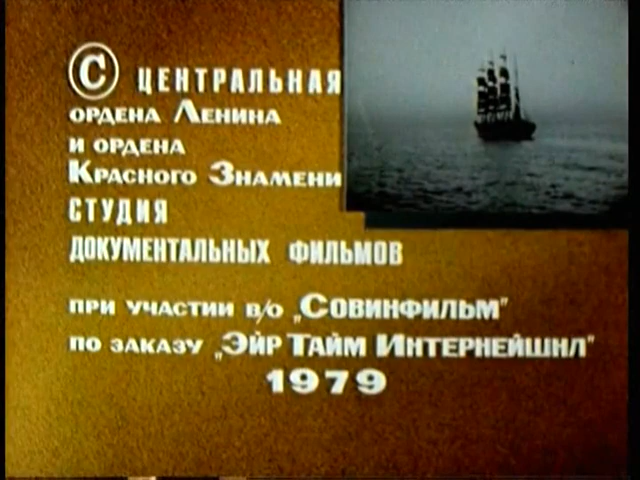 © ЦЕНТРАЛЬНАЯ
ОРДЕНА ЛЕНИНА
И ОРДЕНА
КРАСНОГО ЗНАМЕНИ
СТУДИЯ
ДОКУМЕНТАЛЬНЫХ ФИЛЬМОВ
ПРИ УЧАСТИИ В/О „СОВИНФИЛЬМ"
ПО ЗАКАЗУ „ЭЙР ТАЙМ ИНТЕРНЕЙШНЛ"
1979